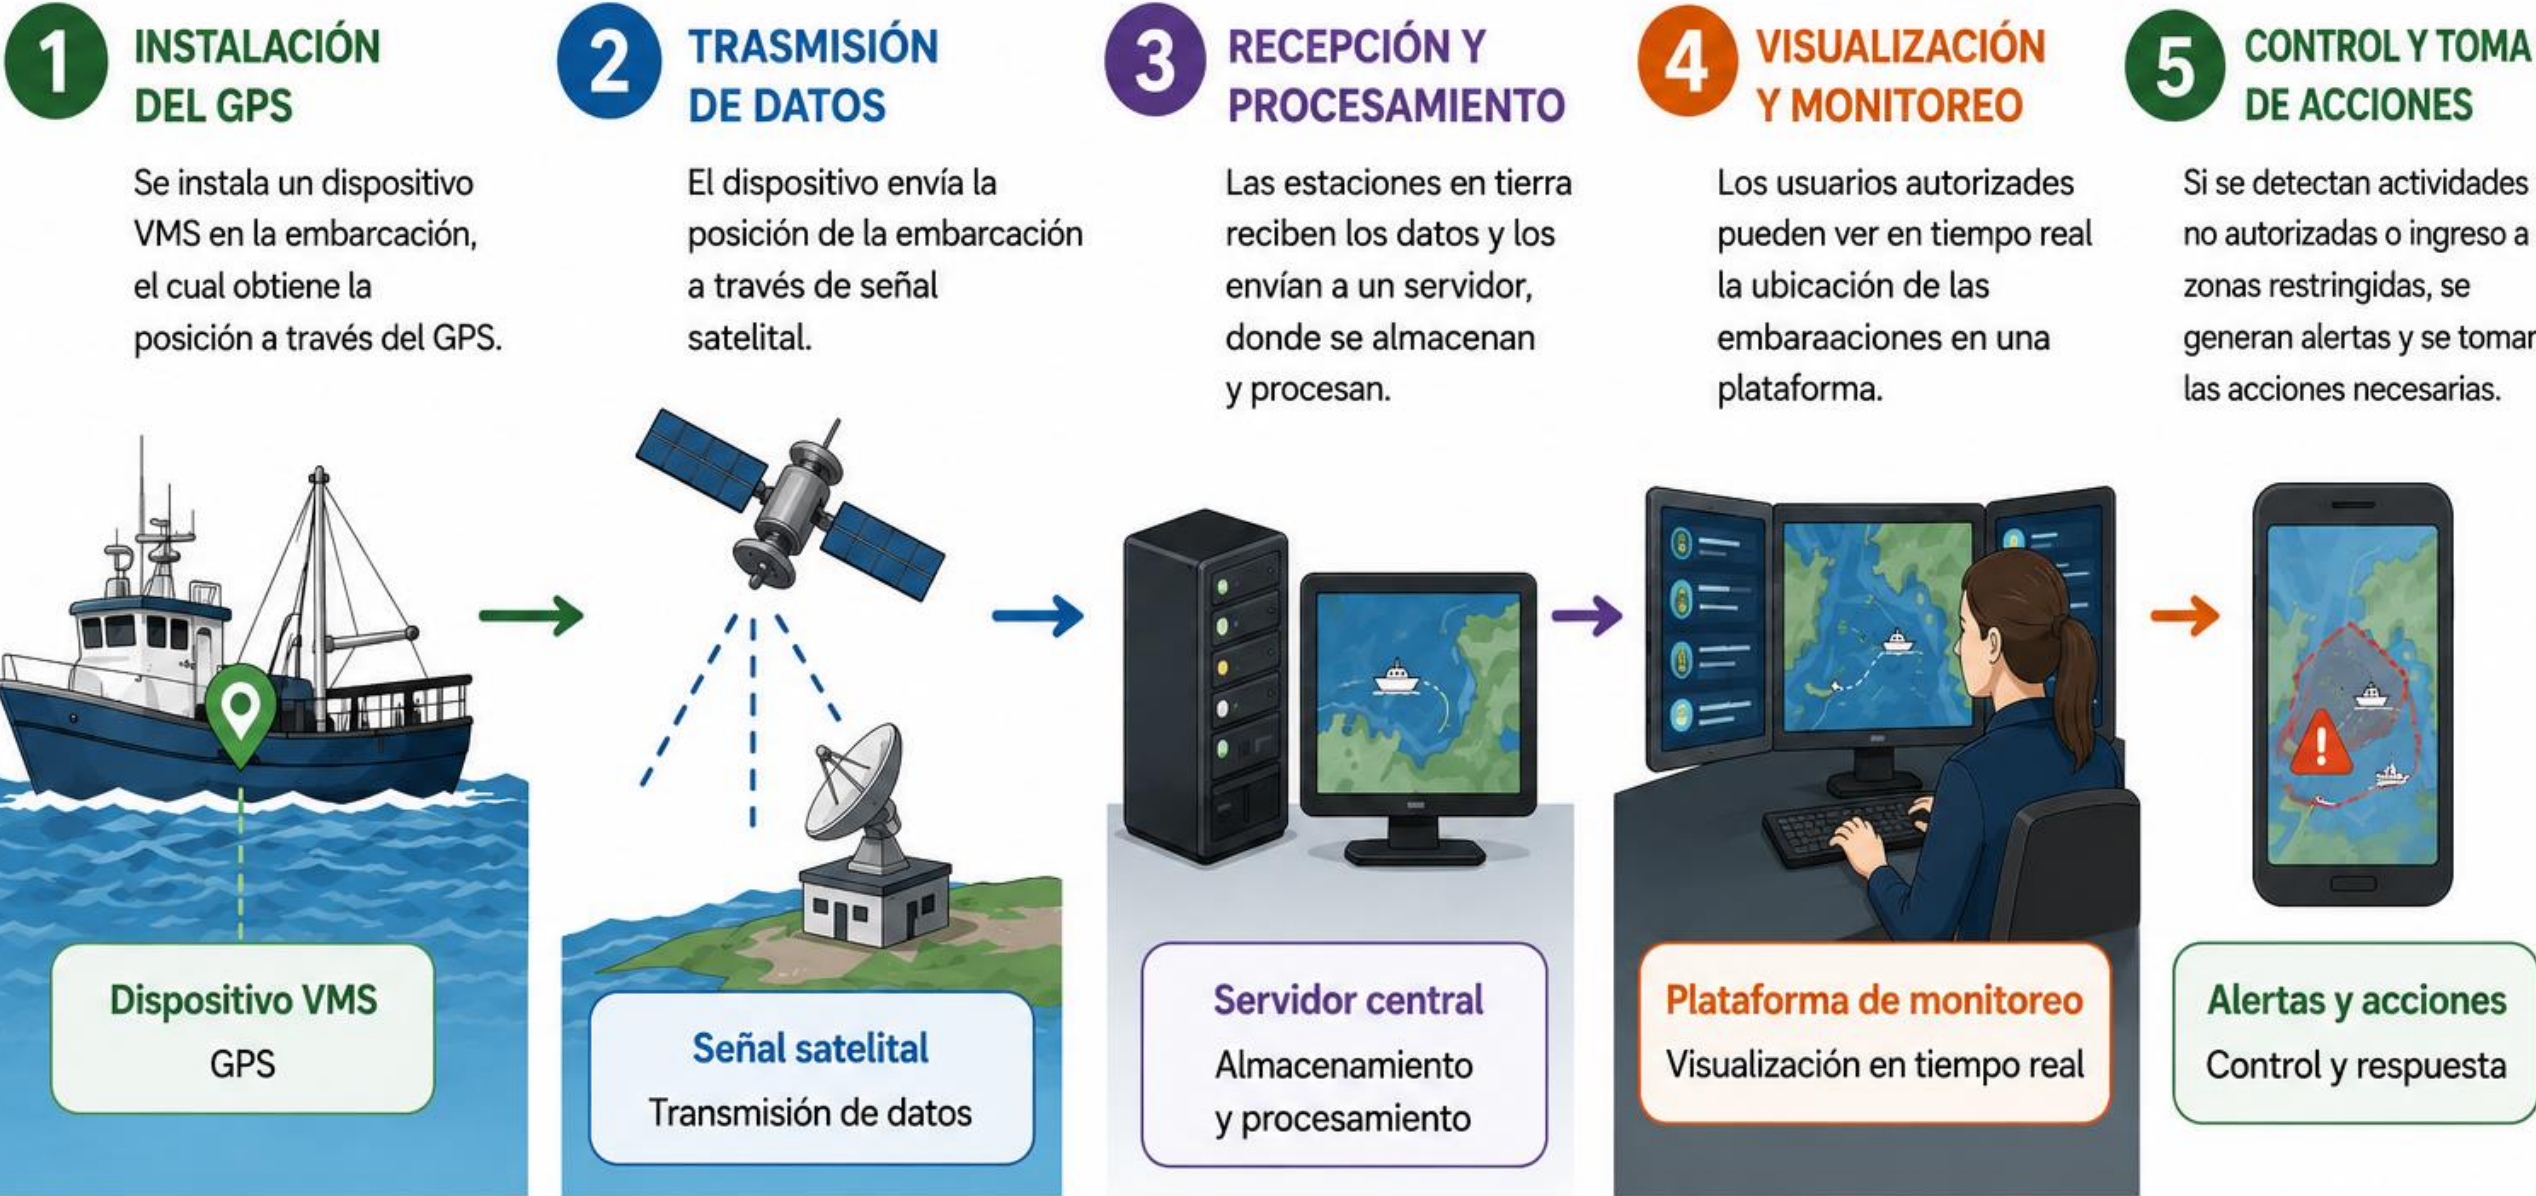 1
INSTALACIÓN
DEL GPS
Se instala un dispositivo
VMS en la embarcación,
el cual obtiene la
posición a través del GPS.
Dispositivo VMS
GPS
2
TRASMISIÓN
DE DATOS
El dispositivo envía la
posición de la embarcación
a través de señal
satelital.
Señal satelital
Transmisión de datos
3
RECEPCIÓN Y
PROCESAMIENTO
Las estaciones en tierra
reciben los datos y los
envían a un servidor,
donde se almacenan
y procesan.
Servidor central
Almacenamiento
y procesamiento
4
VISUALIZACIÓN
Y MONITOREO
Los usuarios autorizades
pueden ver en tiempo real
la ubicación de las
embaraaciones en una
plataforma.
Plataforma de monitoreo
Visualización en tiempo real
5
CONTROL Y TOMA
DE ACCIONES
Si se detectan actividades
no autorizadas o ingreso a
zonas restringidas, se
generan alertas y se toman
las acciones necesarias.
Alertas y acciones
Control y respuesta